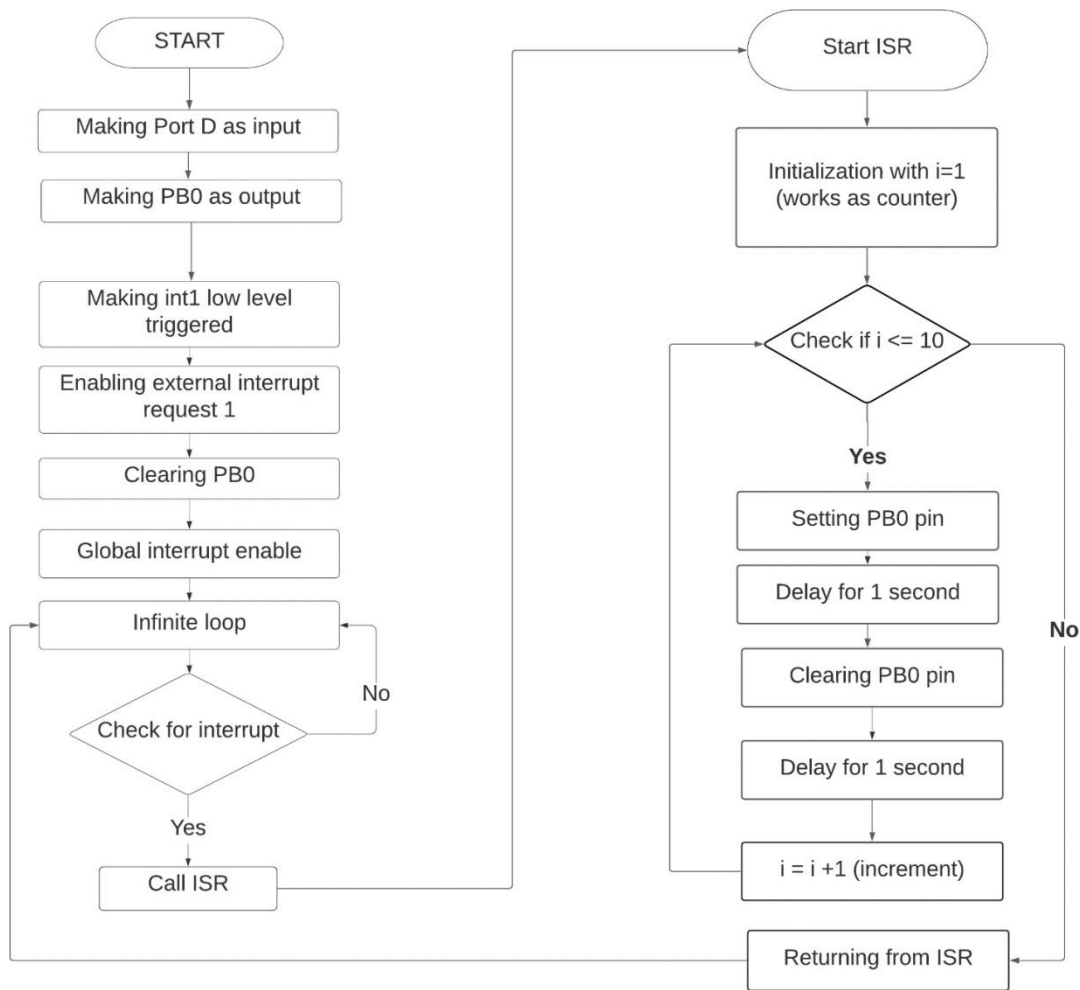 START
Making Port D as input
Making PB0 as output
Making int1 low level
triggered
Enabling external interrupt
request 1
Clearing PB0
Global interrupt enable
Infinite loop
No
Check for interrupt
Yes
Call ISR
Start ISR
Initialization with i=1
(works as counter)
Check if i <= 10
Yes
Setting PB0 pin
Delay for 1 second
No
Clearing PB0 pin
Delay for 1 second
i = i +1 (increment)
Returning from ISR